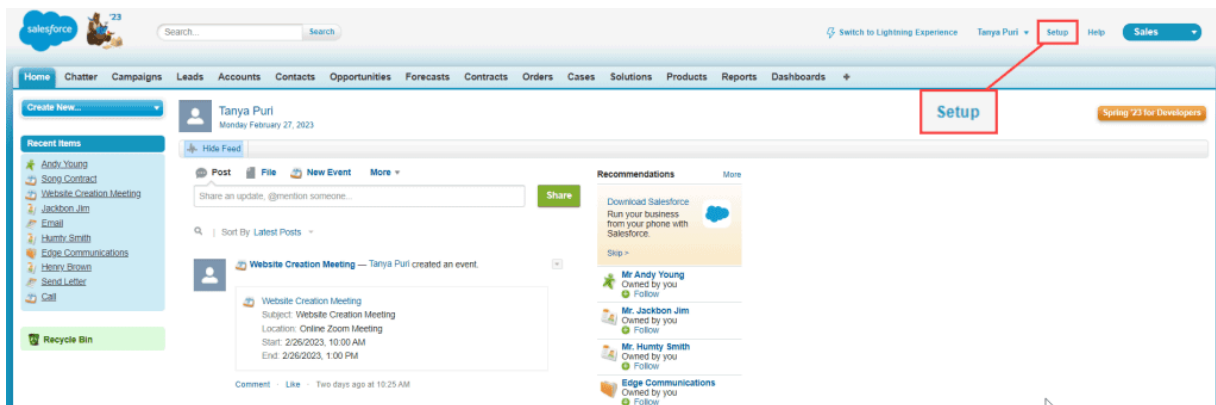 salesforce
'23
Search...
Search
Switch to Lightning Experience
Tanya Puri
Setup
Help
Sales
Home Chatter Campaigns Leads Accounts Contacts Opportunities Forecasts Contracts Orders Cases Solutions Products Reports Dashboards +
Setup
Create New...
Tanya Puri
Monday February 27, 2023
Spring '23 for Developers
Hide Feed
Recent Items
Andy Young
Song Contract
Website Creation Meeting
Jackbon Jim
Email
Humty Smith
Edge Communications
Henry Brown
Send Letter
Call
Recycle Bin
Post File New Event More
Share an update, @mention someone...
Share
Sort By Latest Posts
Website Creation Meeting — Tanya Puri created an event.
Website Creation Meeting
Subject: Website Creation Meeting
Location: Online Zoom Meeting
Start: 2/26/2023, 10:00 AM
End: 2/26/2023, 1:00 PM
Comment · Like · Two days ago at 10:25 AM
Recommendations More
Download Salesforce
Run your business
from your phone with
Salesforce.
Skip >
Mr Andy Young
Owned by you
Follow
Mr. Jackbon Jim
Owned by you
Follow
Mr. Humty Smith
Owned by you
Follow
Edge Communications
Owned by you
Follow